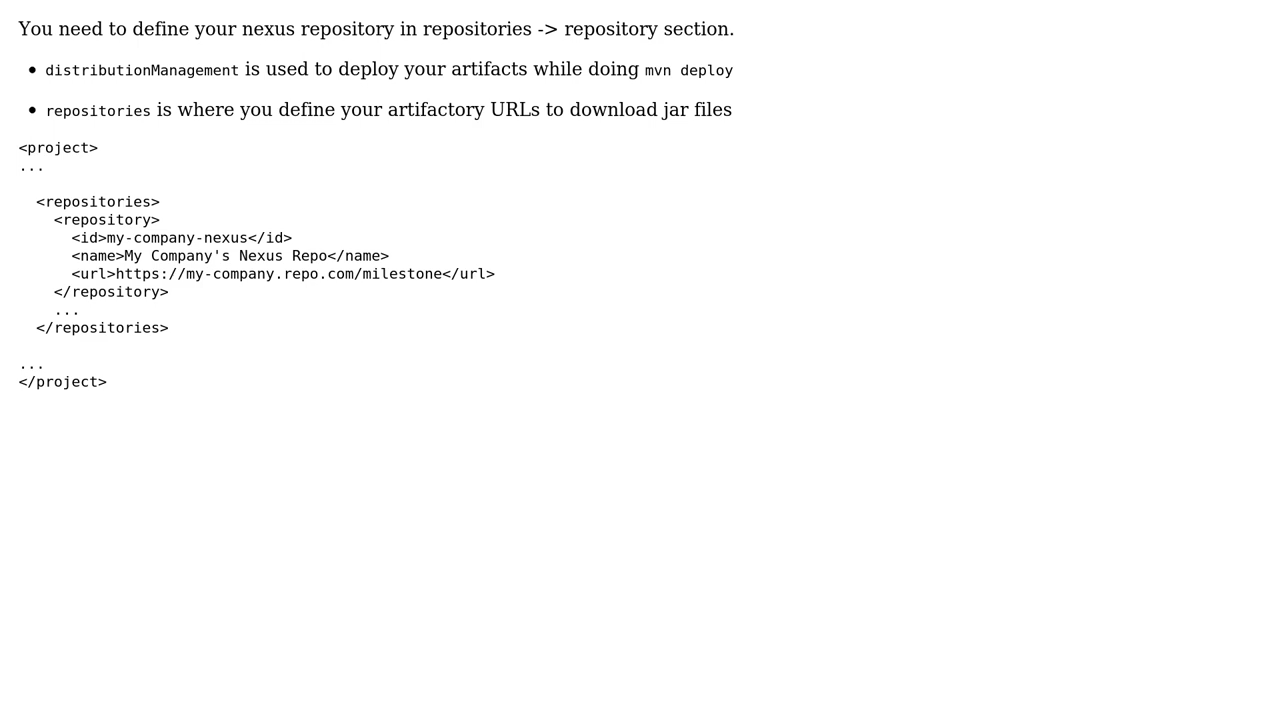 You need to define your nexus repository in repositories -> repository section.
• distributionManagement is used to deploy your artifacts while doing mvn deploy
• repositories is where you define your artifactory URLs to download jar files
<project>
...
  <repositories>
    <repository>
      <id>my-company-nexus</id>
      <name>My Company's Nexus Repo</name>
      <url>https://my-company.repo.com/milestone</url>
    </repository>
    ...
  </repositories>
...
</project>